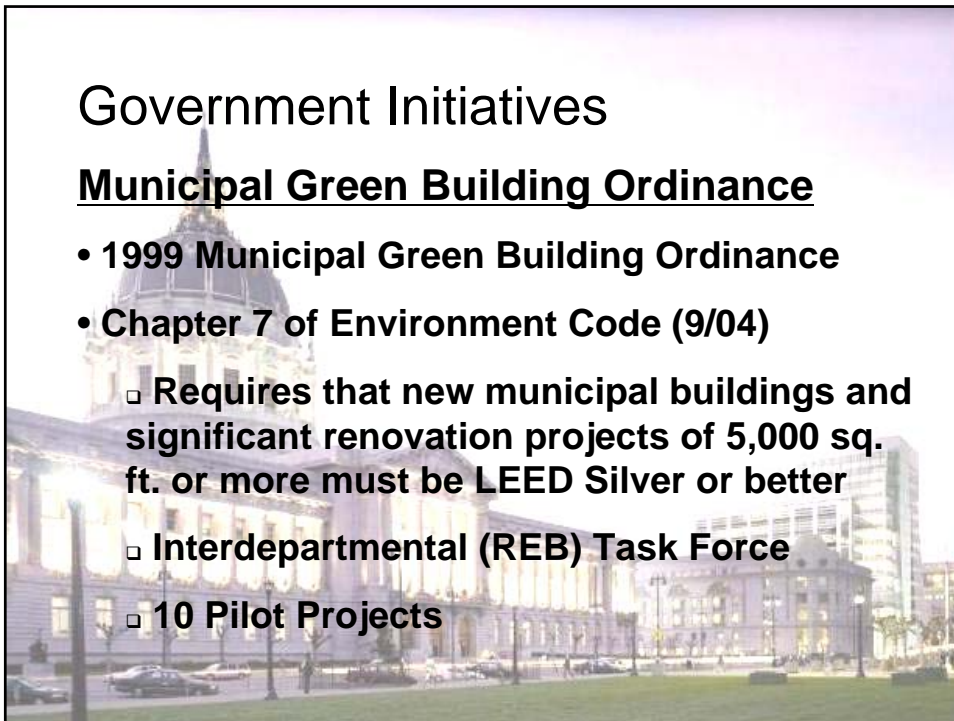 Government Initiatives
Municipal Green Building Ordinance
• 1999 Municipal Green Building Ordinance
• Chapter 7 of Environment Code (9/04)
▫ Requires that new municipal buildings and
significant renovation projects of 5,000 sq.
ft. or more must be LEED Silver or better
▫ Interdepartmental (REB) Task Force
▫ 10 Pilot Projects